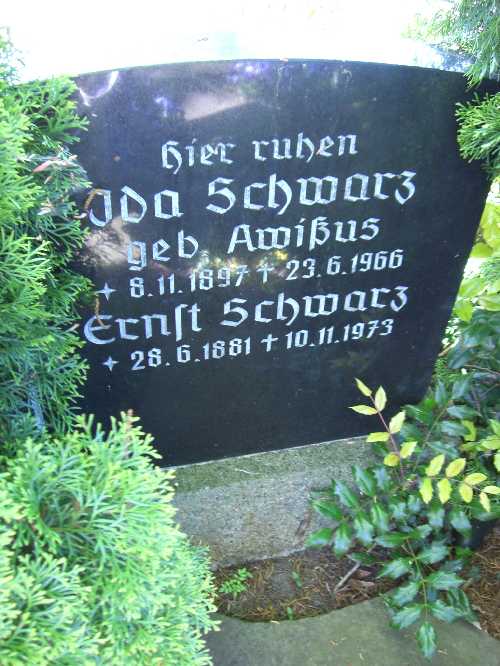 Hier ruhen
Ida Schwarz
geb. Awißus
+ 8.11.1897 + 23.6.1966
Ernst Schwarz
+ 28.6.1881 + 10.11.1973